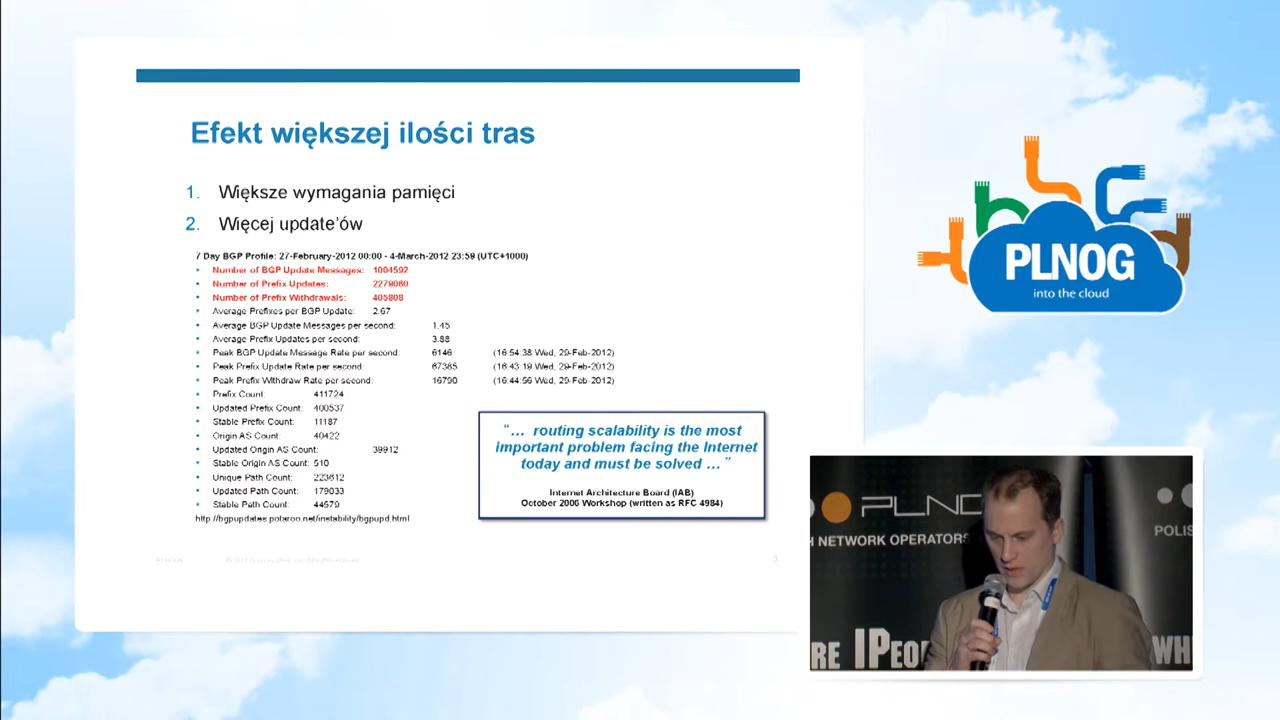 Efekt większej ilości tras
1. Większe wymagania pamięci
2. Więcej update'ów
7 Day BGP Profile: 27-February-2012 00:00 - 4-March-2012 23:59 (UTC+1000)
• Number of BGP Update Messages: 1004592
• Number of Prefix Updates: 2279060
• Number of Prefix Withdrawals: 405808
• Average Prefixes per BGP Update: 2.67
• Average BGP Update Messages per second: 1.45
• Average Prefix Updates per second: 3.88
• Peak BGP Update Message Rate per second: 6146 (16:54:38 Wed, 29-Feb-2012)
• Peak Prefix Update Rate per second: 67365 (16:43:19 Wed, 29-Feb-2012)
• Peak Prefix Withdraw Rate per second: 16790 (16:44:56 Wed, 29-Feb-2012)
• Prefix Count: 411724
• Updated Prefix Count: 400537
• Stable Prefix Count: 11187
• Origin AS Count: 40422
• Updated Origin AS Count: 39912
• Stable Origin AS Count: 510
• Unique Path Count: 223612
• Updated Path Count: 179033
• Stable Path Count: 44579
http://bgpupdates.potaroo.net/instability/bgpupd.html
"… routing scalability is the most
important problem facing the Internet
today and must be solved …"
Internet Architecture Board (IAB)
October 2006 Workshop (written as RFC 4984)
PLNOG
3
PLNOG
into the cloud
PLNO
H NETWORK OPERATORS
POLIS
RE IPEO
WH